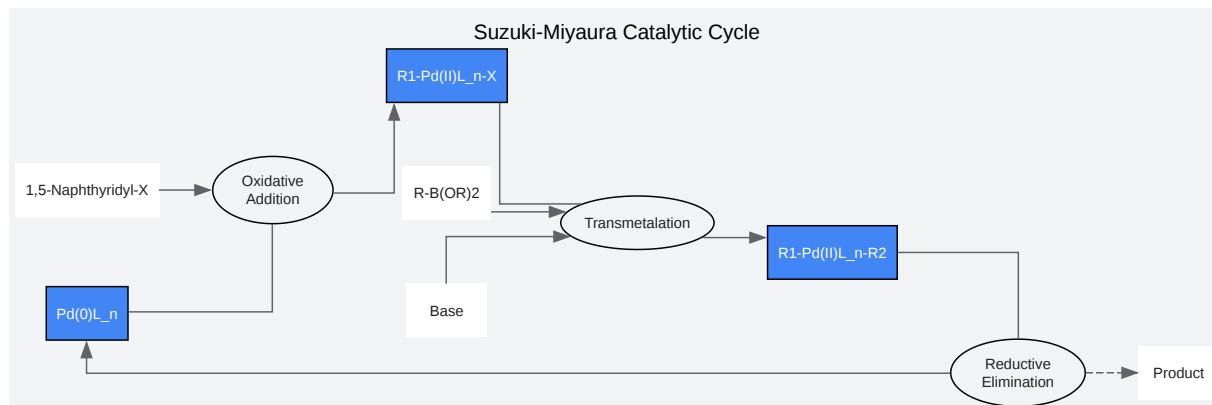 Suzuki-Miyaura Catalytic Cycle
R1-Pd(II)L_n-X
1,5-Naphthyridyl-X
Oxidative
Addition
R-B(OR)2
Transmetalation
R1-Pd(II)L_n-R2
Pd(0)L_n
Base
Reductive
Elimination
Product